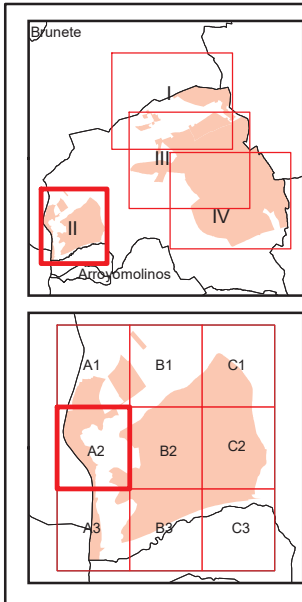 Brunete
I
III
II
IV
Arroyomolinos
A1 B1 C1
A2 B2 C2
A3 B3 C3